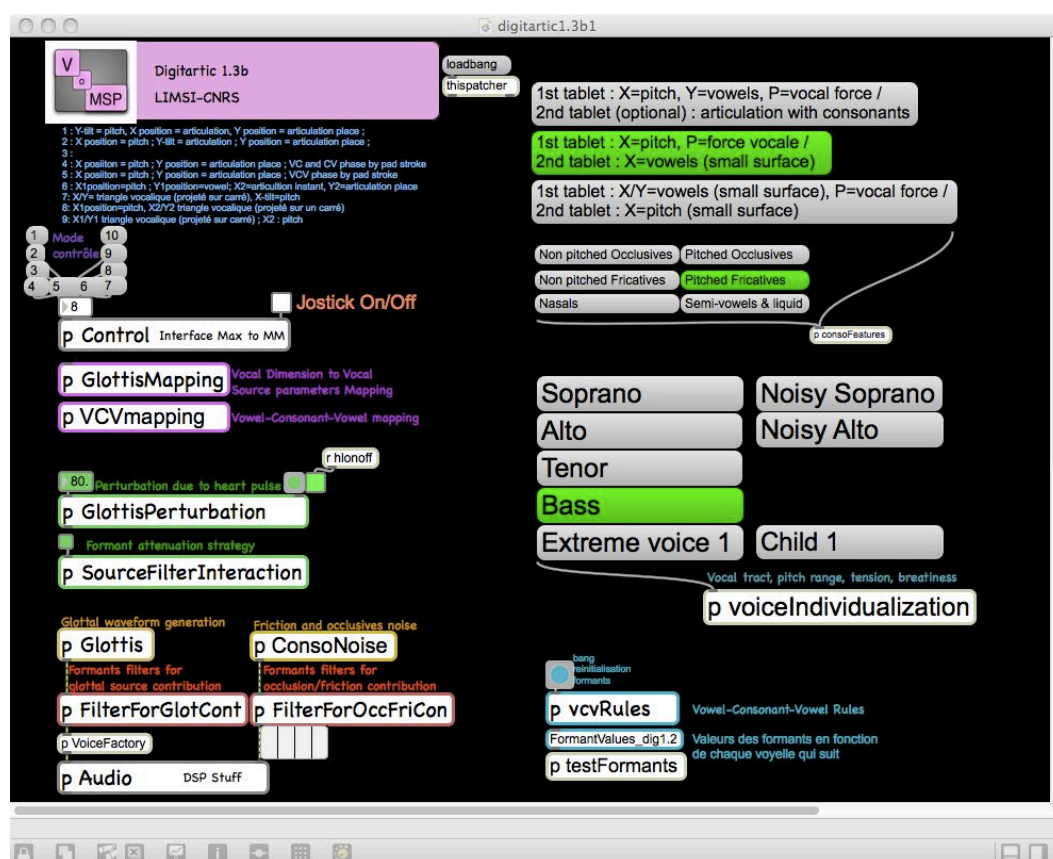 digitartic1.3b1
V
o
MSP
Digitartic 1.3b
LIMSI-CNRS
loadbang
thispatcher
1 : Y-tilt = pitch, X position = articulation, Y position = articulation place ;
2 : X position = pitch ; Y-tilt = articulation ; Y position = articulation place ;
3 :
4 : X posiiton = pitch ; Y position = articulation place ; VC and CV phase by pad stroke
5 : X position = pitch ; Y position = articulation place ; VCV phase by pad stroke
6 : X1position=pitch ; Y1position=vowel; X2=articultion instant, Y2=articulation place
7: X/Y= triangle vocalique (projeté sur carré), X-tilt=pitch
8: X1position=pitch, X2/Y2 triangle vocalique (projeté sur un carré)
9: X1/Y1 triangle vocalique (projeté sur carré) ; X2 : pitch
1st tablet : X=pitch, Y=vowels, P=vocal force /
2nd tablet (optional) : articulation with consonants
1st tablet : X=pitch, P=force vocale /
2nd tablet : X=vowels (small surface)
1st tablet : X/Y=vowels (small surface), P=vocal force /
2nd tablet : X=pitch (small surface)
1 Mode 10
2 contrôle 9
3 8
4 5 6 7
8
Jostick On/Off
p Control Interface Max to MM
Non pitched Occlusives Pitched Occlusives
Non pitched Fricatives Pitched Fricatives
Nasals Semi-vowels & liquid
p consoFeatures
p GlottisMapping
Vocal Dimension to Vocal
Source parameters Mapping
p VCVmapping
Vowel-Consonant-Vowel mapping
Soprano Noisy Soprano
Alto Noisy Alto
Tenor
Bass
Extreme voice 1 Child 1
r hlonoff
80. Perturbation due to heart pulse
p GlottisPerturbation
Formant attenuation strategy
p SourceFilterInteraction
Vocal tract, pitch range, tension, breatiness
p voiceIndividualization
Glottal waveform generation
p Glottis
Friction and occlusives noise
p ConsoNoise
Formants filters for
glottal source contribution
Formants filters for
occlusion/friction contribution
p FilterForGlotCont p FilterForOccFriCon
p VoiceFactory
p Audio DSP Stuff
bang
reinitialisation
formants
p vcvRules Vowel-Consonant-Vowel Rules
FormantValues_dig1.2
Valeurs des formants en fonction
de chaque voyelle qui suit
p testFormants